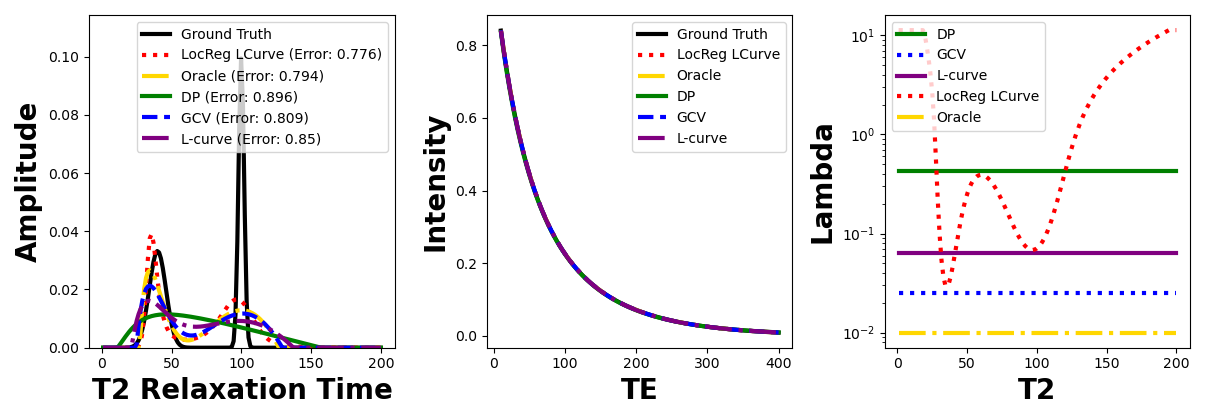 Amplitude
0.10
0.08
0.06
0.04
0.02
0.00
Ground Truth
LocReg LCurve (Error: 0.776)
Oracle (Error: 0.794)
DP (Error: 0.896)
GCV (Error: 0.809)
L-curve (Error: 0.85)
0 50 100 150 200
T2 Relaxation Time
Intensity
0.8
0.6
0.4
0.2
0.0
Ground Truth
LocReg LCurve
Oracle
DP
GCV
L-curve
0 100 200 300 400
TE
Lambda
10¹
10⁰
10⁻¹
10⁻²
DP
GCV
L-curve
LocReg LCurve
Oracle
0 50 100 150 200
T2